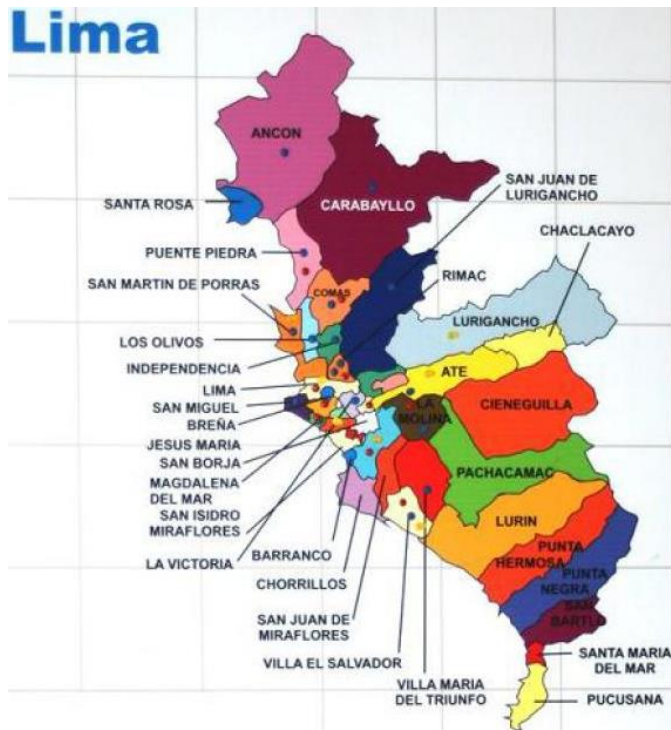 Lima
ANCON
SANTA ROSA
CARABAYLLO
SAN JUAN DE
LURIGANCHO
CHACLACAYO
PUENTE PIEDRA
RIMAC
SAN MARTIN DE PORRAS
COMAS
LURIGANCHO
LOS OLIVOS
INDEPENDENCIA
ATE
LIMA
LA
MOLINA
CIENEGUILLA
SAN MIGUEL
BREÑA
JESUS MARIA
SAN BORJA
PACHACAMAC
MAGDALENA
DEL MAR
SAN ISIDRO
MIRAFLORES
LURIN
LA VICTORIA
BARRANCO
CHORRILLOS
PUNTA
HERMOSA
PUNTA
NEGRA
SAN
BARTLO
SAN JUAN DE
MIRAFLORES
VILLA EL SALVADOR
VILLA MARIA
DEL TRIUNFO
SANTA MARIA
DEL MAR
PUCUSANA